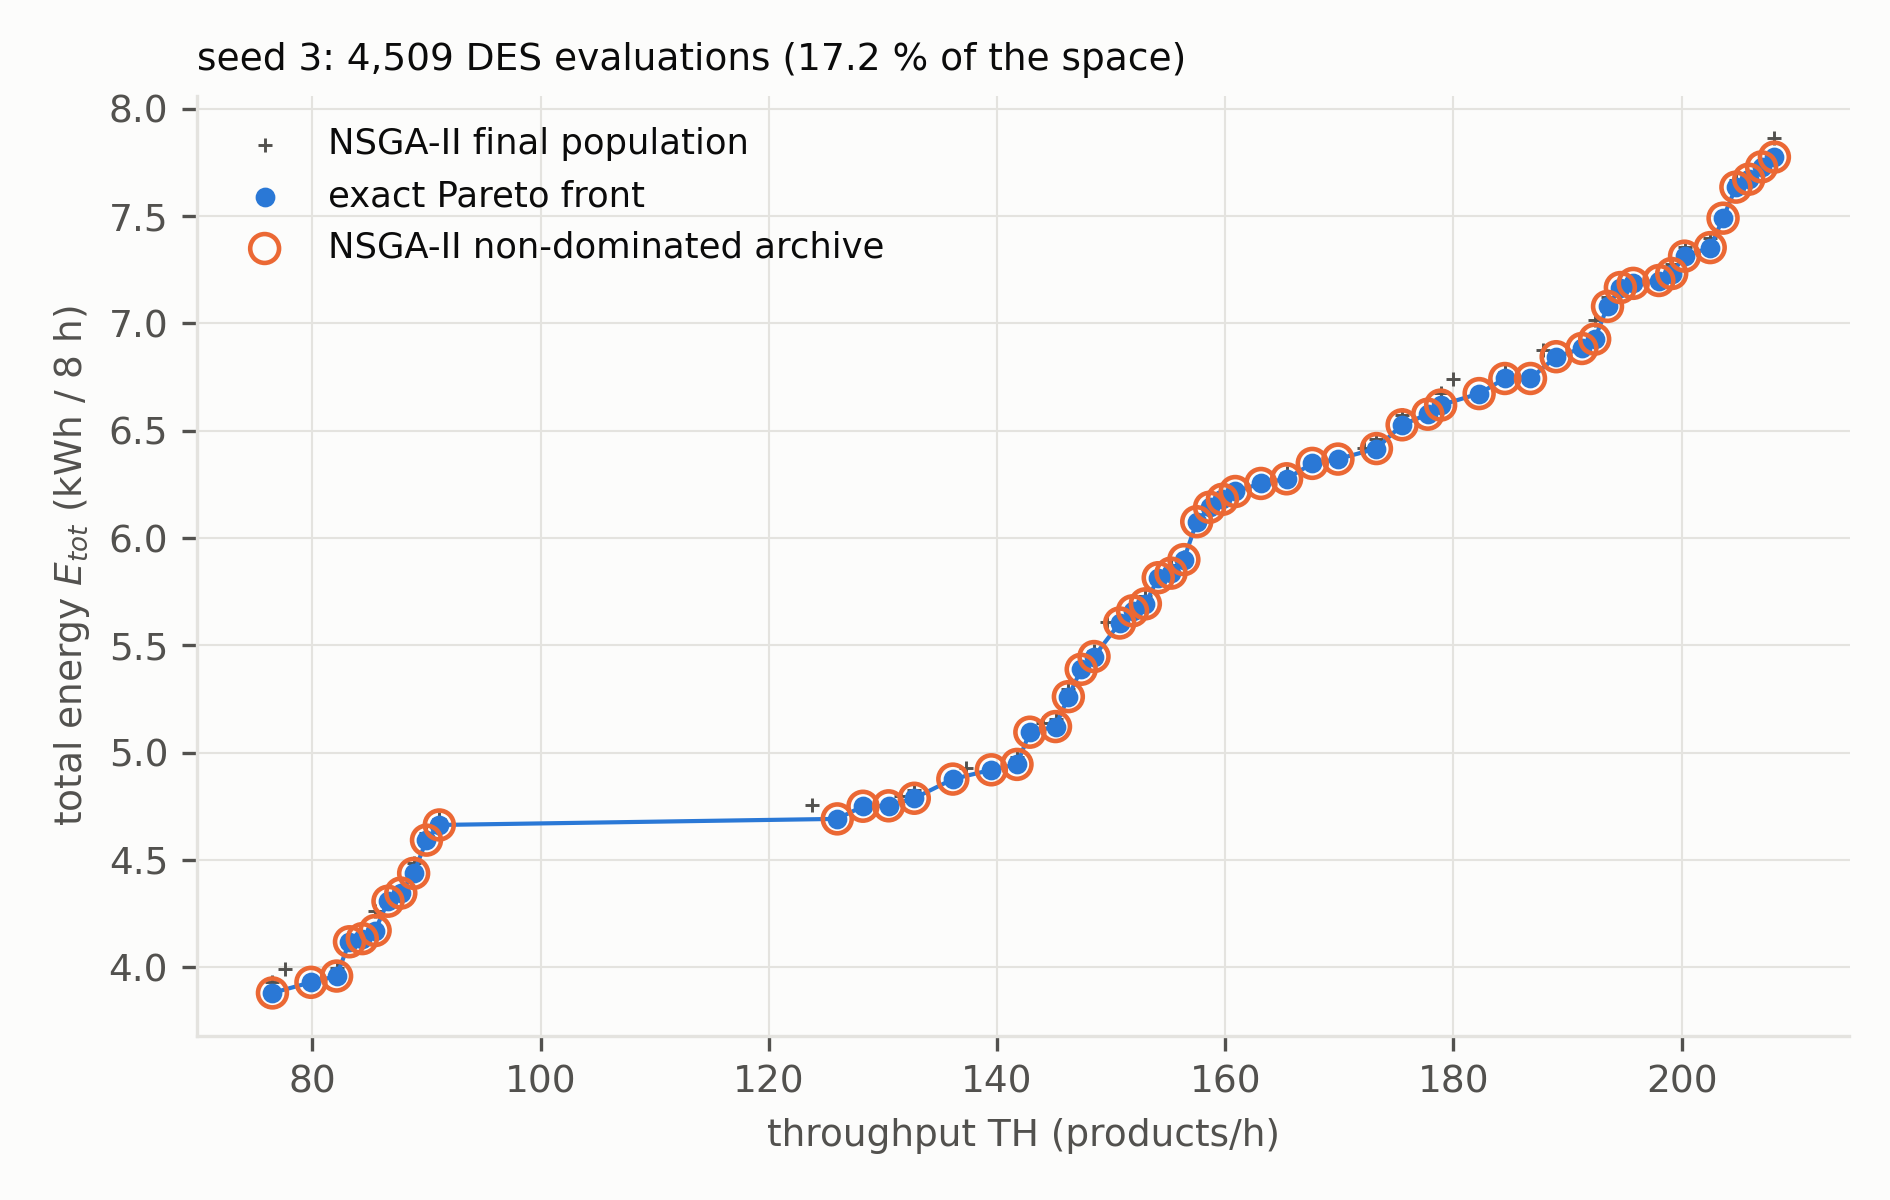 seed 3: 4,509 DES evaluations (17.2 % of the space)
NSGA-II final population
exact Pareto front
NSGA-II non-dominated archive
total energy E_tot (kWh / 8 h)
8.0
7.5
7.0
6.5
6.0
5.5
5.0
4.5
4.0
80 100 120 140 160 180 200
throughput TH (products/h)